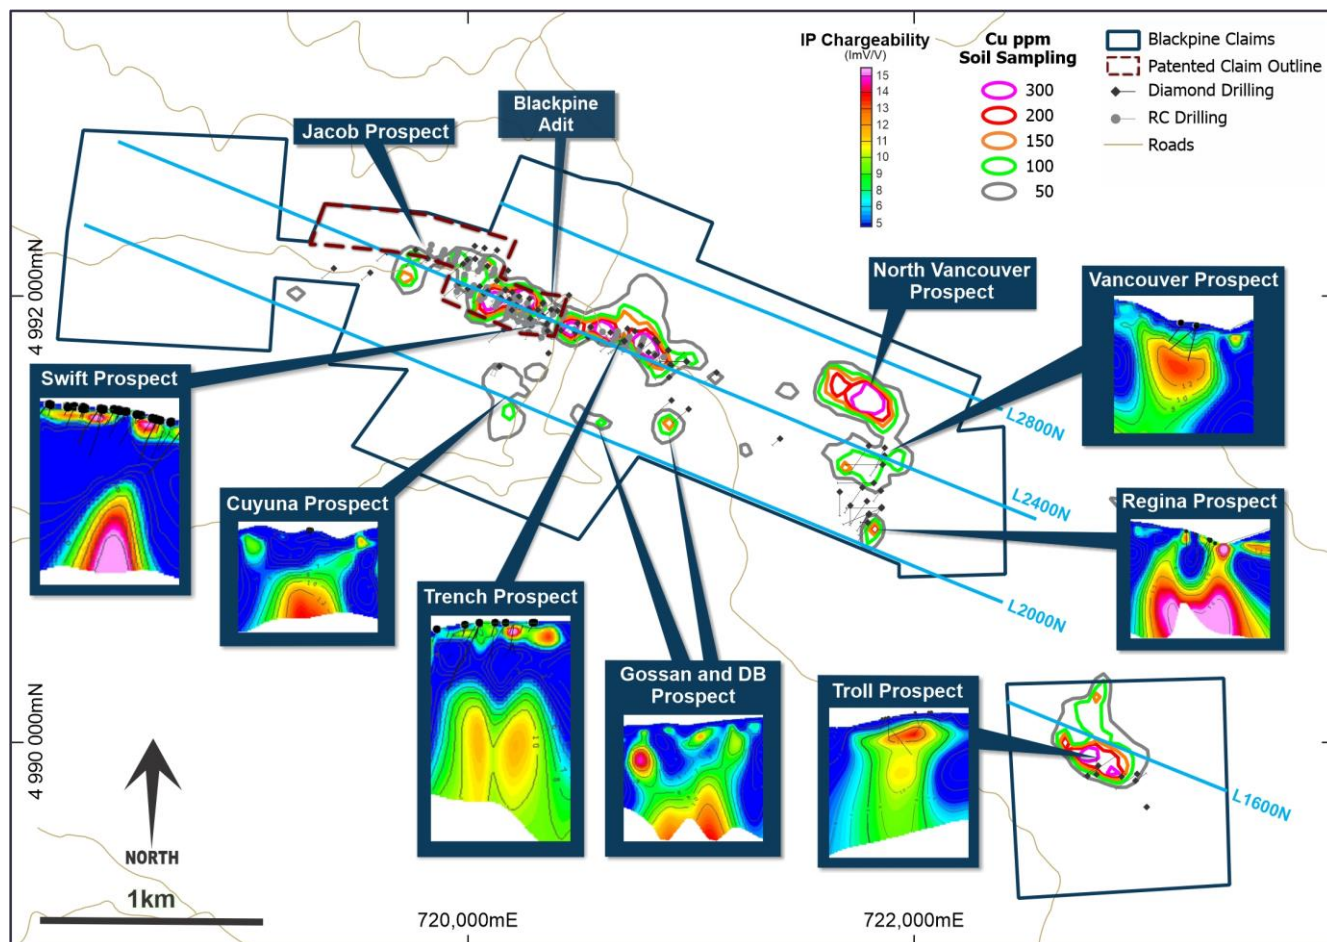 IP Chargeability
(ImV/V)
15
14
13
12
11
10
9
8
6
5
Cu ppm
Soil Sampling
300
200
150
100
50
Blackpine Claims
Patented Claim Outline
Diamond Drilling
RC Drilling
Roads
Blackpine
Adit
Jacob Prospect
North Vancouver
Prospect
Vancouver Prospect
4 992 000mN
Swift Prospect
L2800N
Cuyuna Prospect
L2400N
Regina Prospect
Trench Prospect
L2000N
Gossan and DB
Prospect
Troll Prospect
4 990 000mN
L1600N
NORTH
1km
720,000mE
722,000mE